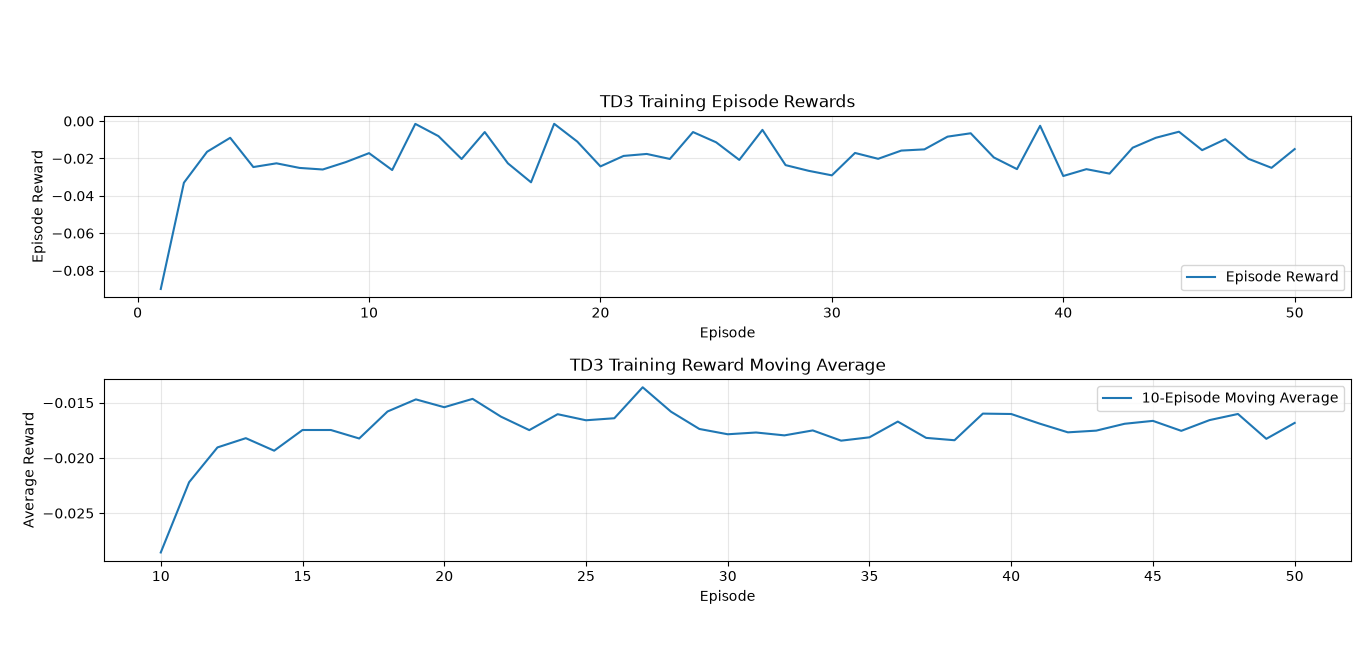 TD3 Training Episode Rewards
Episode Reward
0.00
−0.02
−0.04
−0.06
−0.08
Episode Reward
0 10 20 30 40 50
Episode
TD3 Training Reward Moving Average
Average Reward
−0.015
−0.020
−0.025
10-Episode Moving Average
10 15 20 25 30 35 40 45 50
Episode